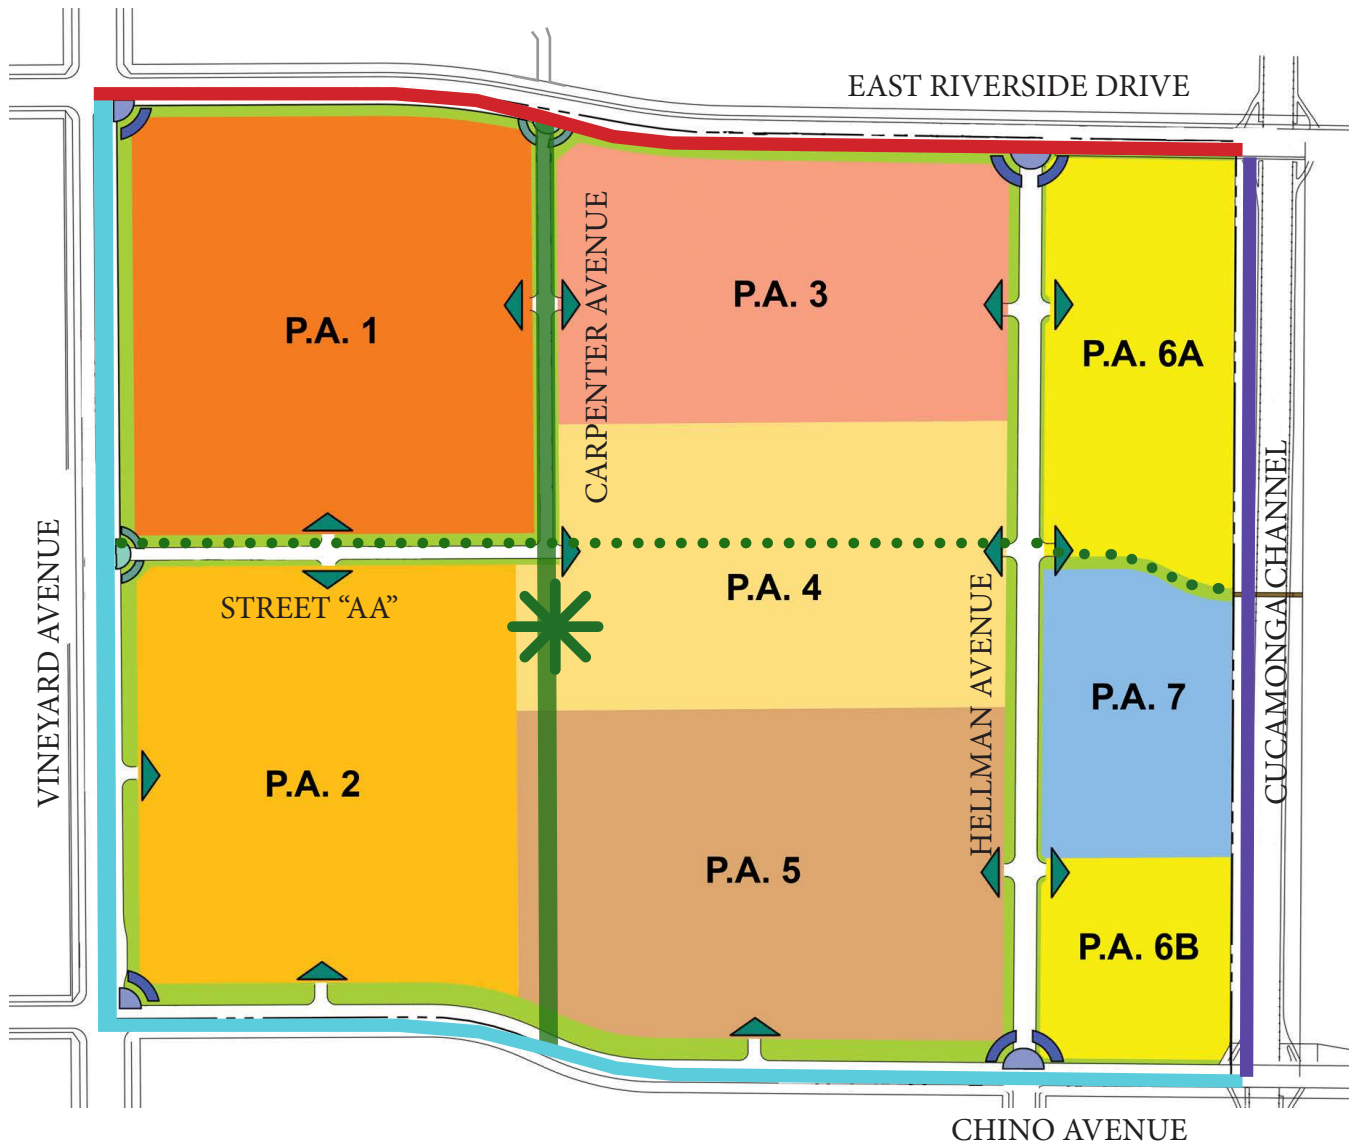 EAST RIVERSIDE DRIVE
P.A. 1
CARPENTER AVENUE
P.A. 3
P.A. 6A
VINEYARD AVENUE
STREET “AA”
P.A. 4
HELLMAN AVENUE
P.A. 7
CUCAMONGA CHANNEL
P.A. 2
P.A. 5
P.A. 6B
CHINO AVENUE